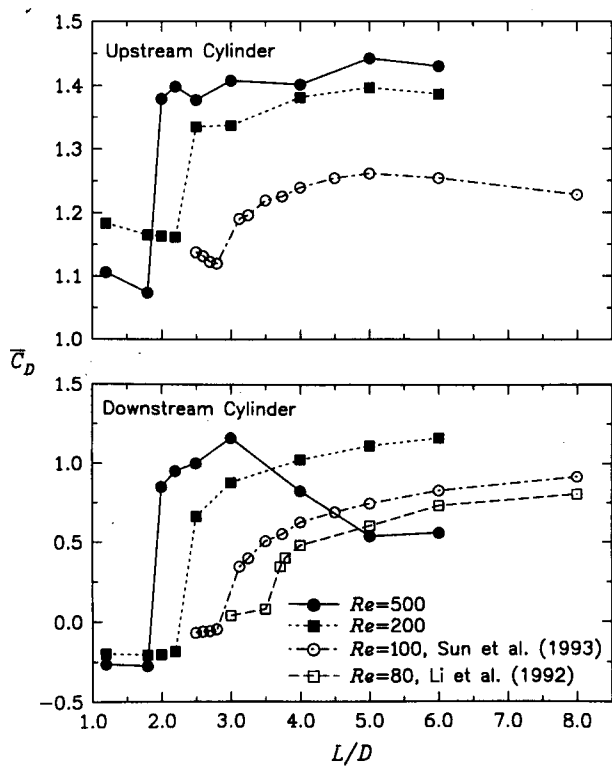 1.5
Upstream Cylinder
1.4
1.3
1.2
1.1
1.0
C̅_D
1.5
Downstream Cylinder
1.0
0.5
0.0
−0.5
Re=500
Re=200
Re=100, Sun et al. (1993)
Re=80, Li et al. (1992)
1.0 2.0 3.0 4.0 5.0 6.0 7.0 8.0
L/D